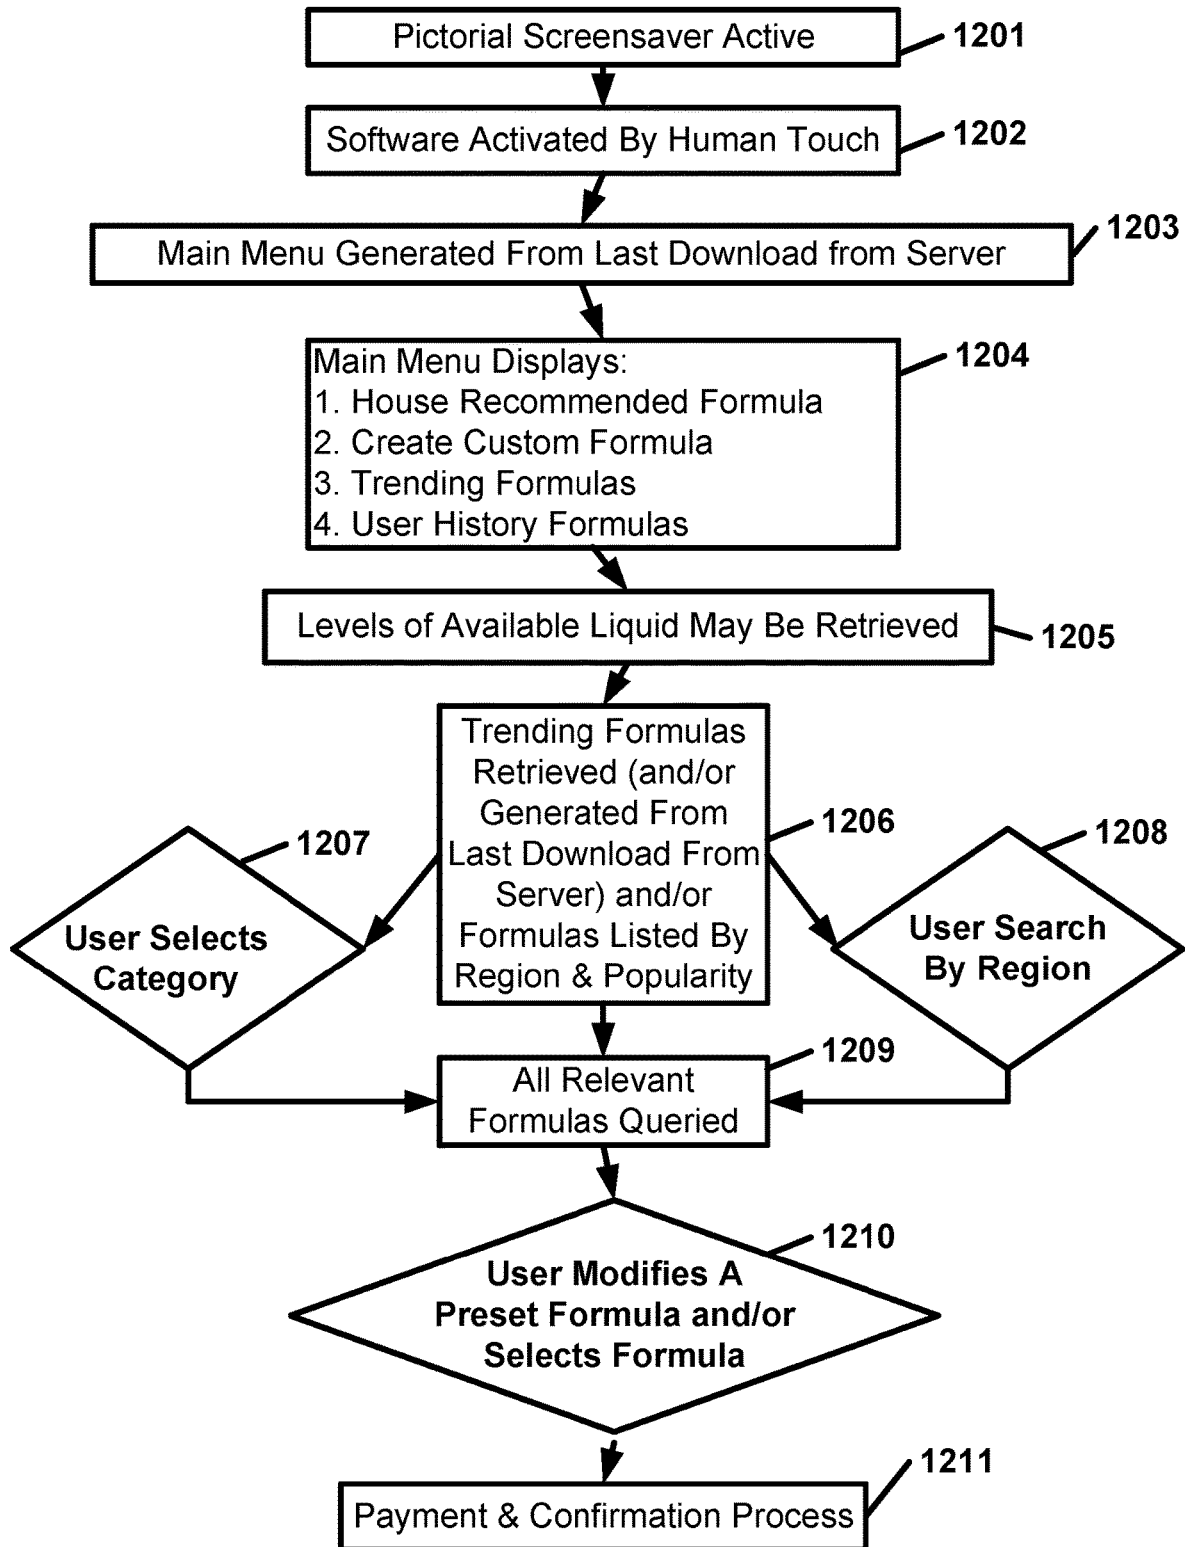 Pictorial Screensaver Active
1201
Software Activated By Human Touch
1202
Main Menu Generated From Last Download from Server
1203
Main Menu Displays:
1. House Recommended Formula
2. Create Custom Formula
3. Trending Formulas
4. User History Formulas
1204
Levels of Available Liquid May Be Retrieved
1205
Trending Formulas
Retrieved (and/or
Generated From
Last Download From
Server) and/or
Formulas Listed By
Region & Popularity
1206
1207
User Selects
Category
1208
User Search
By Region
1209
All Relevant
Formulas Queried
1210
User Modifies A
Preset Formula and/or
Selects Formula
1211
Payment & Confirmation Process